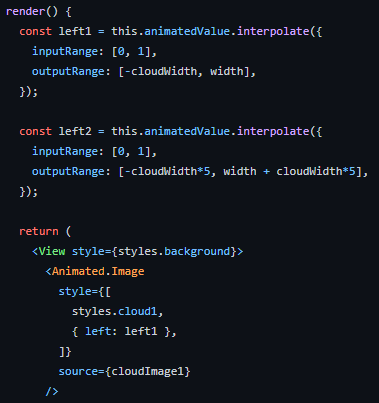 render() {
  const left1 = this.animatedValue.interpolate({
    inputRange: [0, 1],
    outputRange: [-cloudWidth, width],
  });

  const left2 = this.animatedValue.interpolate({
    inputRange: [0, 1],
    outputRange: [-cloudWidth*5, width + cloudWidth*5],
  });

  return (
    <View style={styles.background}>
      <Animated.Image
        style={[
          styles.cloud1,
          { left: left1 },
        ]}
        source={cloudImage1}
      />